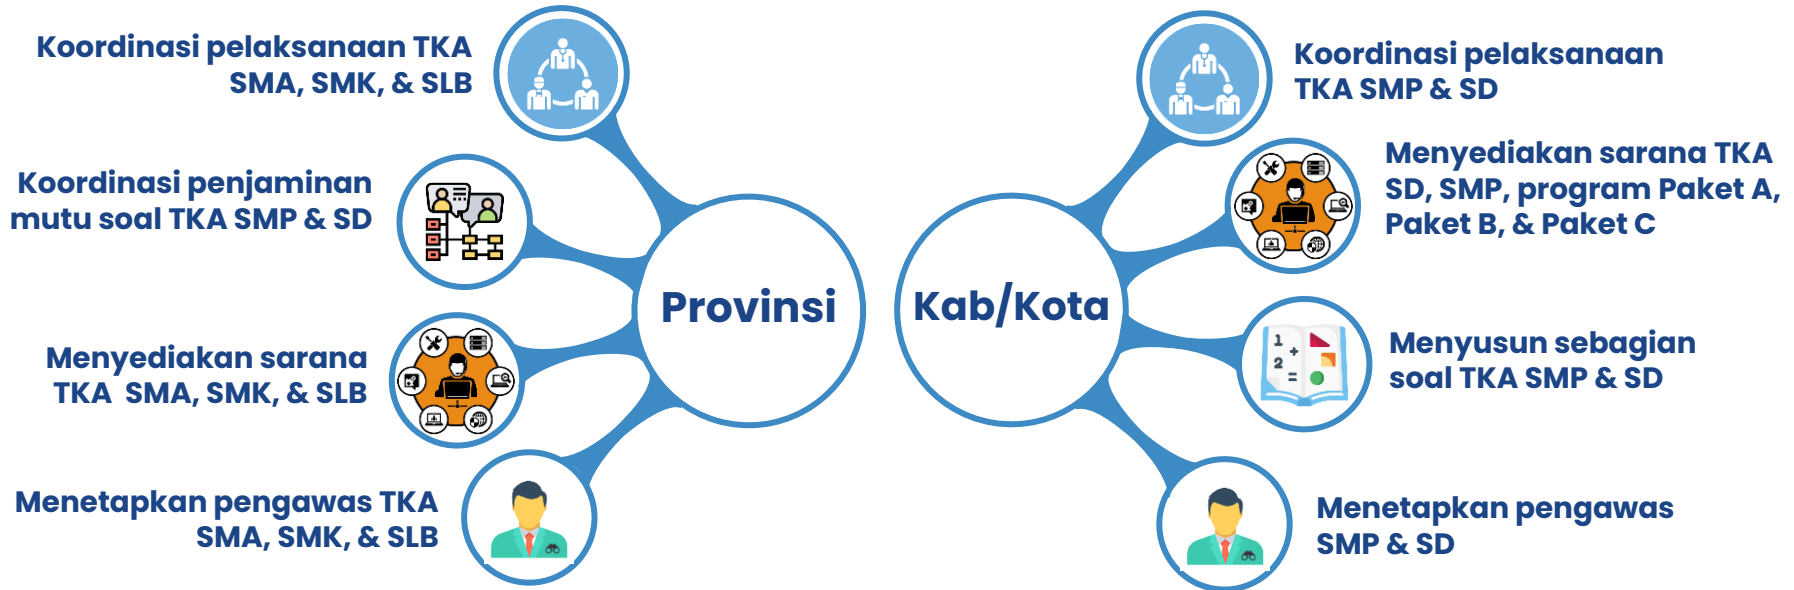 Koordinasi pelaksanaan TKA
SMA, SMK, & SLB
Koordinasi penjaminan
mutu soal TKA SMP & SD
Menyediakan sarana
TKA SMA, SMK, & SLB
Menetapkan pengawas TKA
SMA, SMK, & SLB
Provinsi
Kab/Kota
Koordinasi pelaksanaan
TKA SMP & SD
Menyediakan sarana TKA
SD, SMP, program Paket A,
Paket B, & Paket C
1
+
2
=
Menyusun sebagian
soal TKA SMP & SD
Menetapkan pengawas
SMP & SD